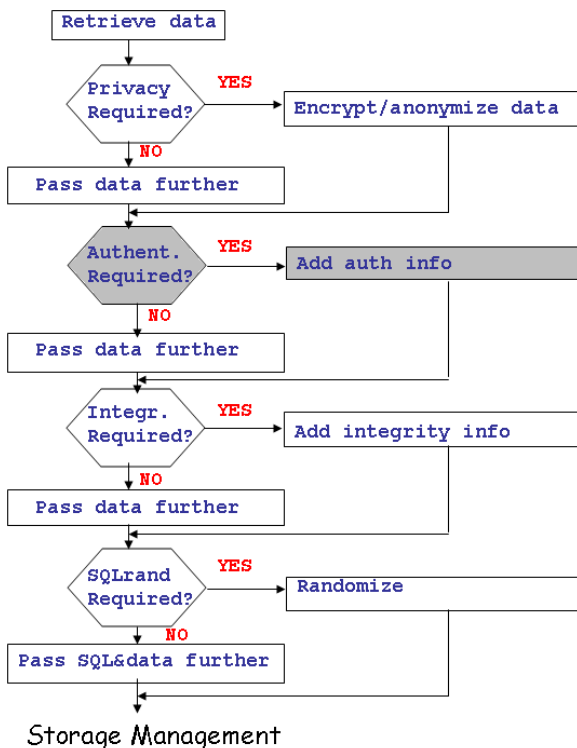 Retrieve data
Privacy
Required?
YES
Encrypt/anonymize data
NO
Pass data further
Authent.
Required?
YES
Add auth info
NO
Pass data further
Integr.
Required?
YES
Add integrity info
NO
Pass data further
SQLrand
Required?
YES
Randomize
NO
Pass SQL&data further
Storage Management